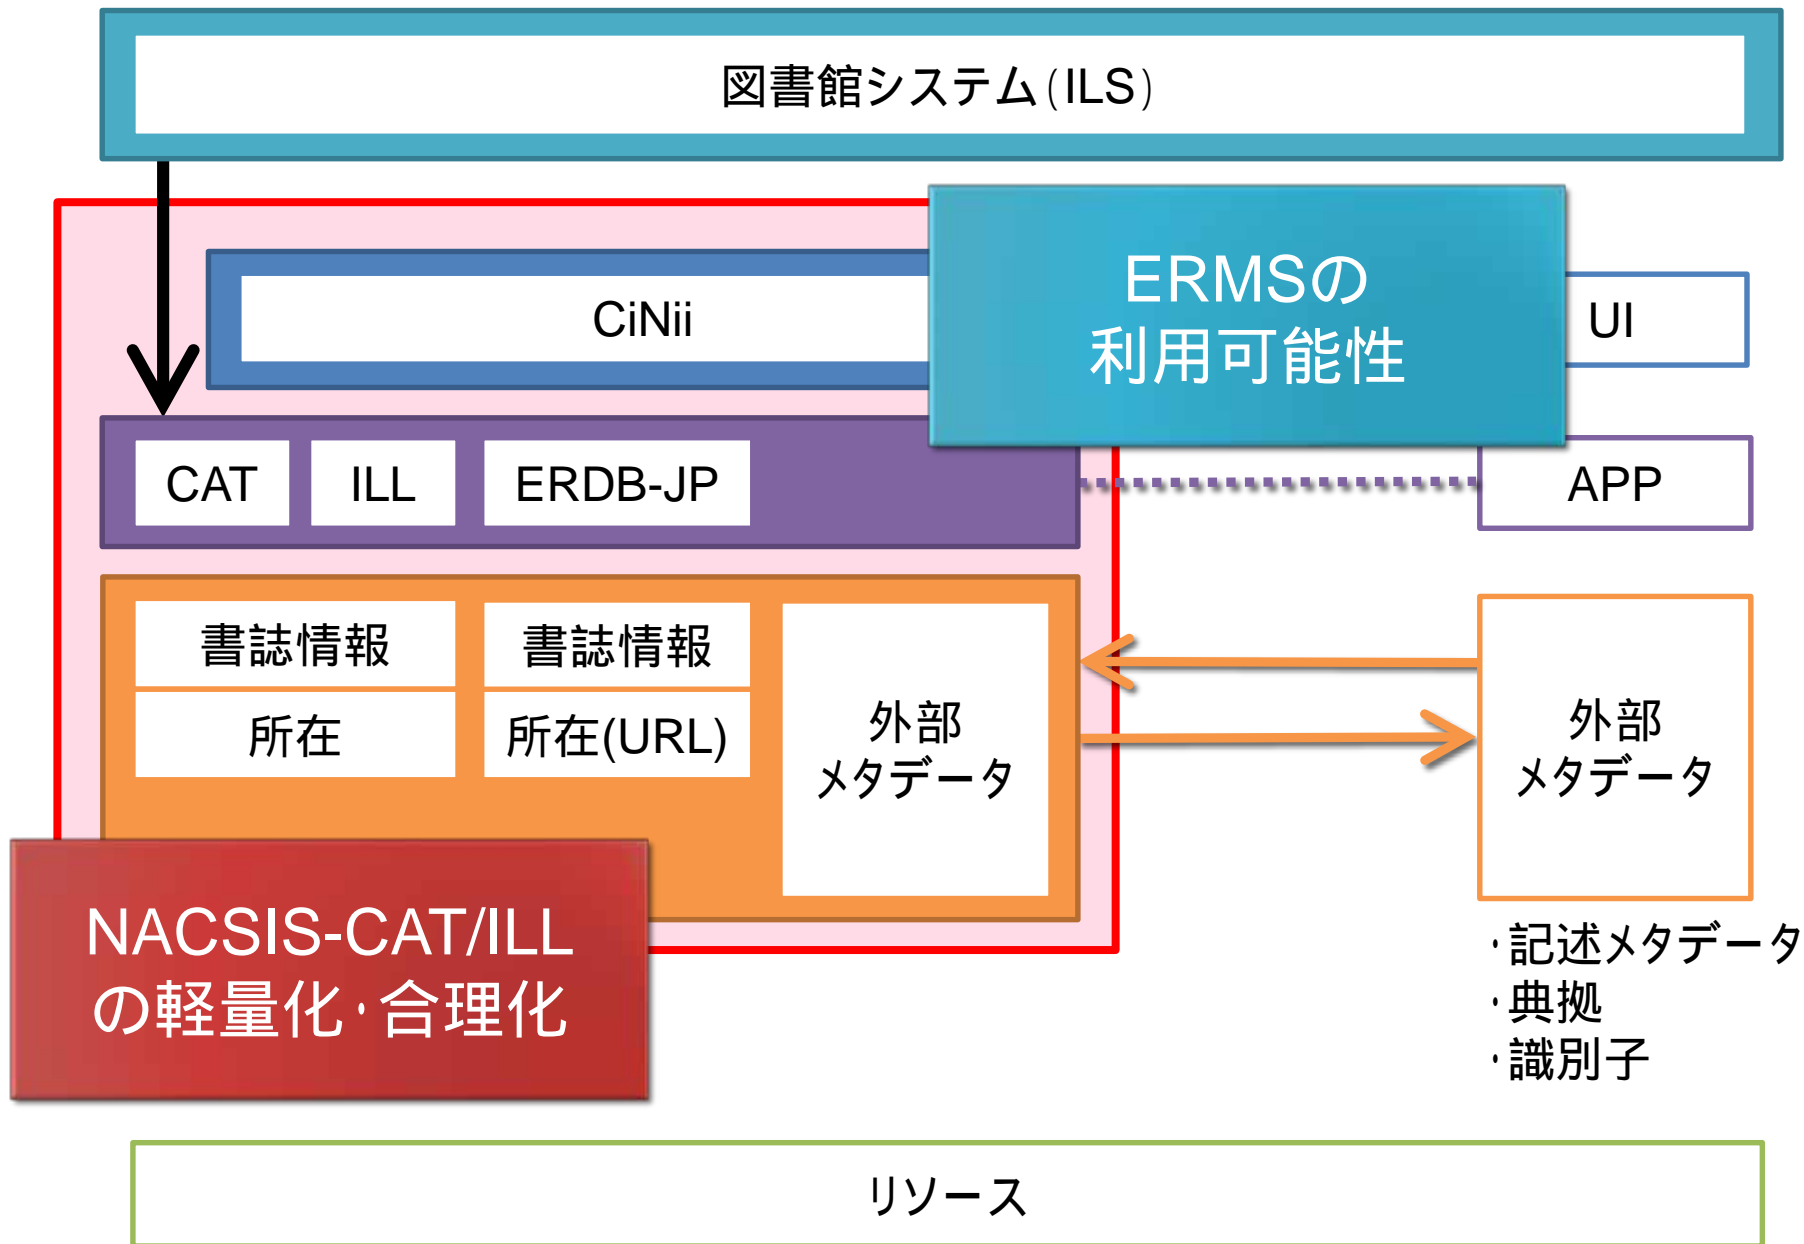 図書館システム(ILS)
ERMSの
利用可能性
CiNii
UI
CAT
ILL
ERDB-JP
APP
書誌情報
書誌情報
所在
所在(URL)
外部
メタデータ
外部
メタデータ
NACSIS-CAT/ILL
の軽量化・合理化
・記述メタデータ
・典拠
・識別子
リソース